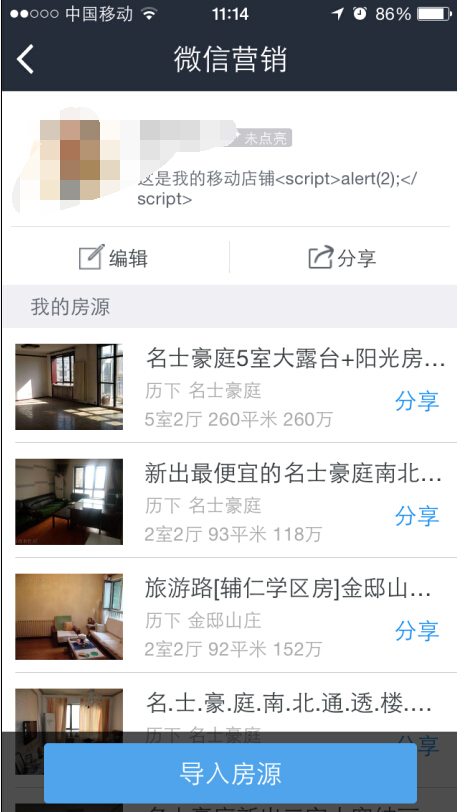 中国移动 11:14 86%
微信营销
未点亮
这是我的移动店铺<script>alert(2);</
script>
编辑 分享
我的房源
名士豪庭5室大露台+阳光房...
历下 名士豪庭
分享
5室2厅 260平米 260万
新出最便宜的名士豪庭南北...
历下 名士豪庭
分享
2室2厅 93平米 118万
旅游路[辅仁学区房]金邸山...
历下 金邸山庄
分享
2室2厅 92平米 152万
名.士.豪.庭.南.北.通.透.楼....
历下 名士豪庭
分享
导入房源